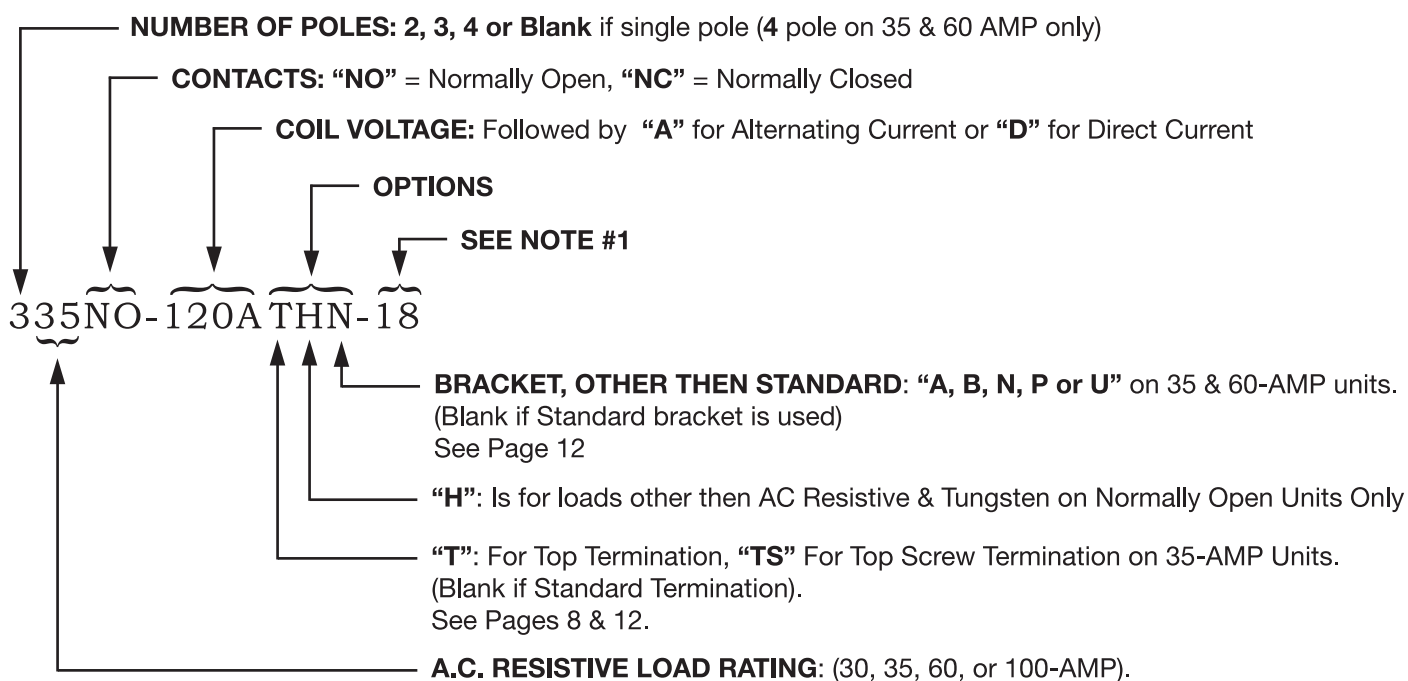 NUMBER OF POLES: 2, 3, 4 or Blank if single pole (4 pole on 35 & 60 AMP only)
CONTACTS: “NO” = Normally Open, “NC” = Normally Closed
COIL VOLTAGE: Followed by “A” for Alternating Current or “D” for Direct Current
OPTIONS
SEE NOTE #1
335NO-120ATHN-18
BRACKET, OTHER THEN STANDARD: “A, B, N, P or U” on 35 & 60-AMP units.
(Blank if Standard bracket is used)
See Page 12
“H”: Is for loads other then AC Resistive & Tungsten on Normally Open Units Only
“T”: For Top Termination, “TS” For Top Screw Termination on 35-AMP Units.
(Blank if Standard Termination).
See Pages 8 & 12.
A.C. RESISTIVE LOAD RATING: (30, 35, 60, or 100-AMP).